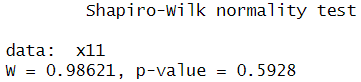 Shapiro-Wilk normality test
data:  x11
W = 0.98621, p-value = 0.5928